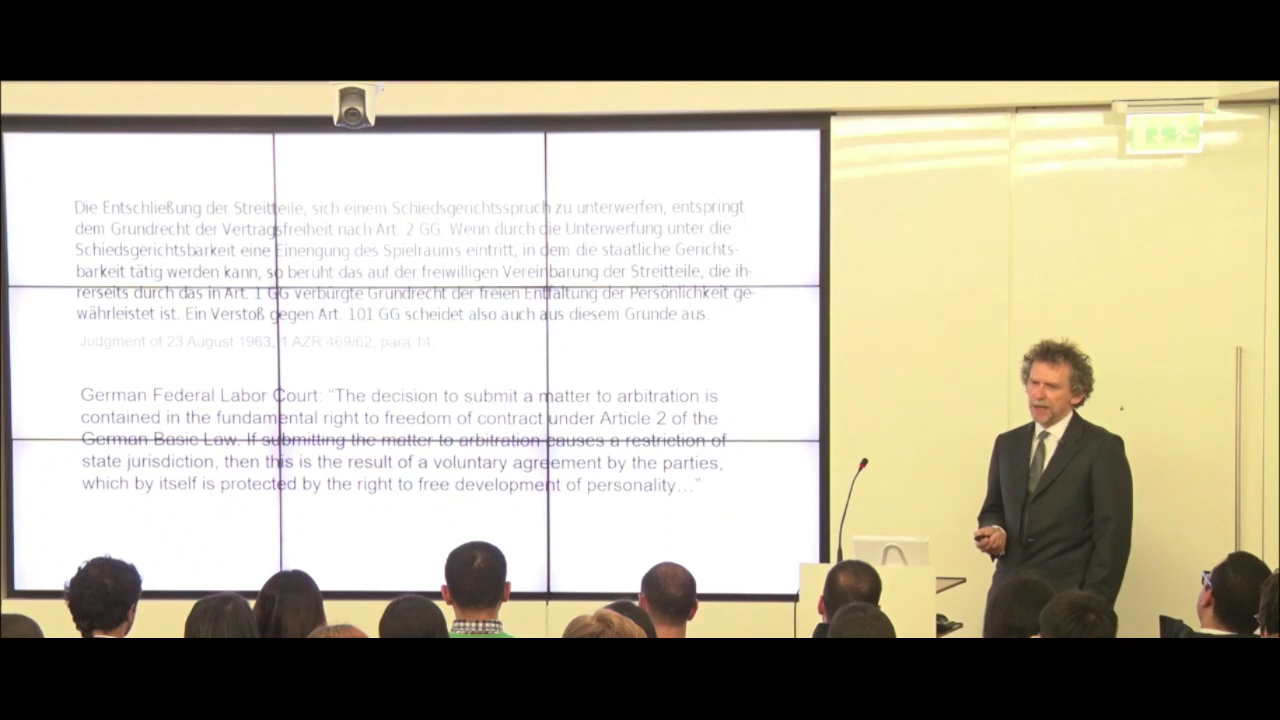 Die Entschließung der Streitteile, sich einem Schiedsgerichtsspruch zu unterwerfen, entspringt
dem Grundrecht der Vertragsfreiheit nach Art. 2 GG. Wenn durch die Unterwerfung unter die
Schiedsgerichtsbarkeit eine Einengung des Spielraums eintritt, in dem die staatliche Gerichts-
barkeit tätig werden kann, so beruht das auf der freiwilligen Vereinbarung der Streitteile, die ih-
rerseits durch das in Art. 1 GG verbürgte Grundrecht der freien Entfaltung der Persönlichkeit ge-
währleistet ist. Ein Verstoß gegen Art. 101 GG scheidet also auch aus diesem Grunde aus.
Judgment of 23 August 1963, 1 AZR 469/62, para 14.
German Federal Labor Court: “The decision to submit a matter to arbitration is
contained in the fundamental right to freedom of contract under Article 2 of the
German Basic Law. If submitting the matter to arbitration causes a restriction of
state jurisdiction, then this is the result of a voluntary agreement by the parties,
which by itself is protected by the right to free development of personality…”